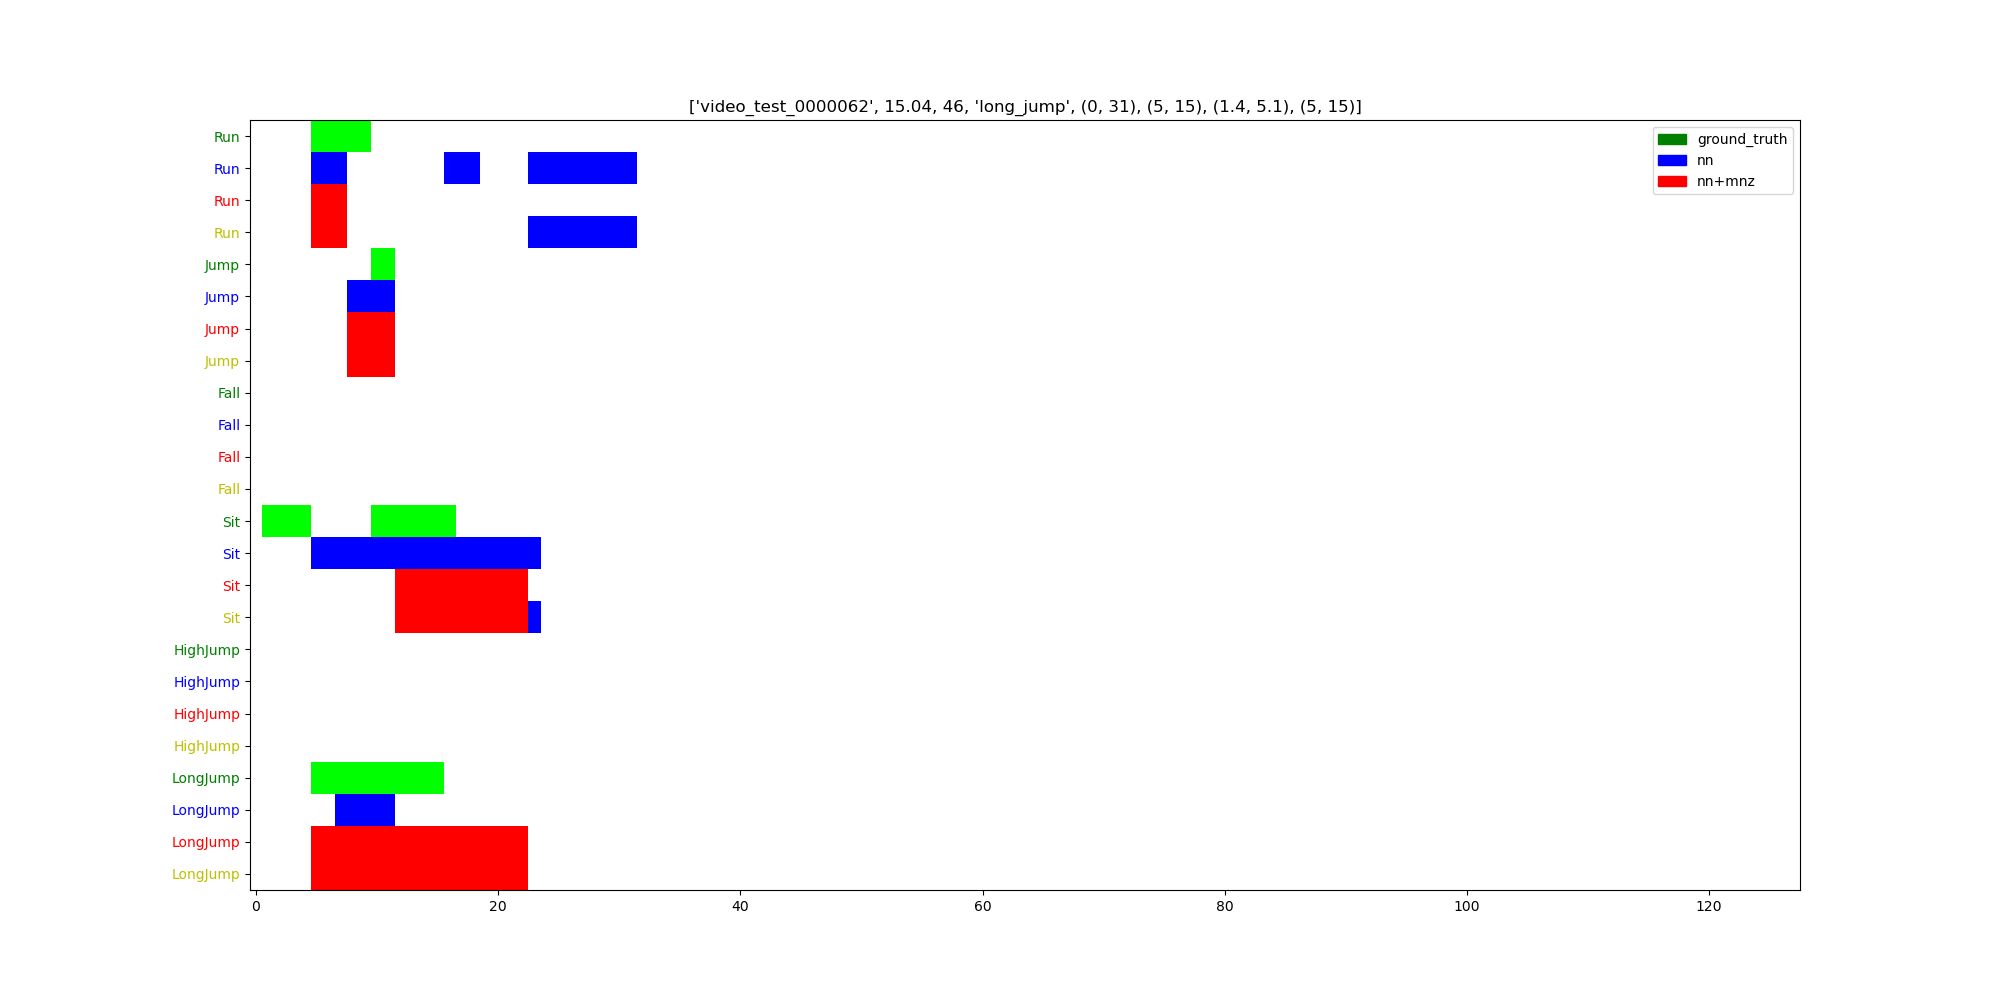 ['video_test_0000062', 15.04, 46, 'long_jump', (0, 31), (5, 15), (1.4, 5.1), (5, 15)]
ground_truth
nn
nn+mnz
Run
Run
Run
Run
Jump
Jump
Jump
Jump
Fall
Fall
Fall
Fall
Sit
Sit
Sit
Sit
HighJump
HighJump
HighJump
HighJump
LongJump
LongJump
LongJump
LongJump
0 20 40 60 80 100 120